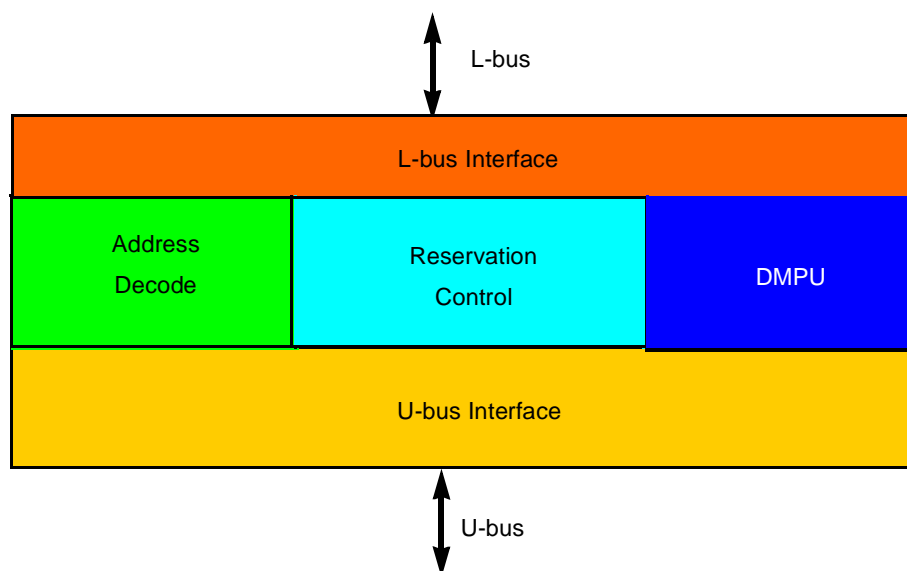 L-bus
L-bus Interface
Address
Decode
Reservation
Control
DMPU
U-bus Interface
U-bus